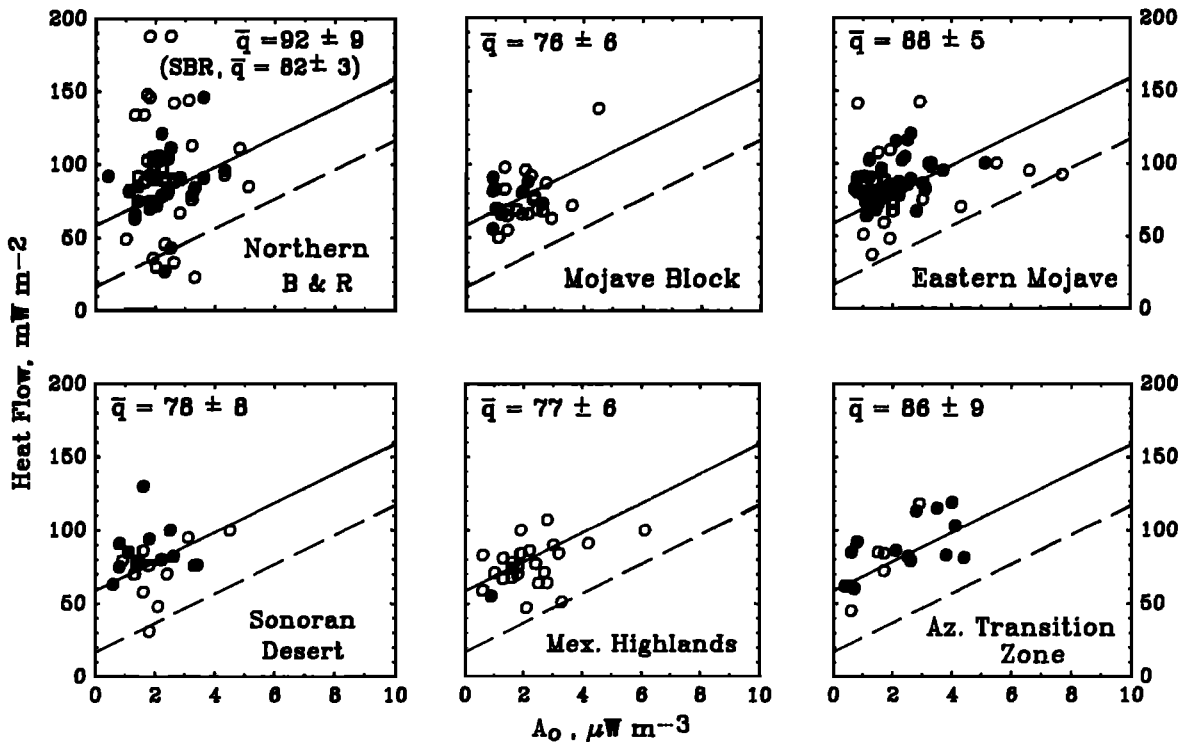 200
150
100
50
0
q̄ =92 ± 9
(SBR, q̄ = 82± 3)
Northern
B & R
q̄ = 76 ± 6
Mojave Block
q̄ = 88 ± 5
Eastern Mojave
200
150
100
50
0
Heat Flow, mW m−2
200
150
100
50
0
q̄ = 78 ± 8
Sonoran
Desert
0 2 4 6 8 10
q̄ = 77 ± 6
Mex. Highlands
0 2 4 6 8 10
q̄ = 86 ± 9
Az. Transition
Zone
0 2 4 6 8 10
200
150
100
50
0
A₀ , μW m−3